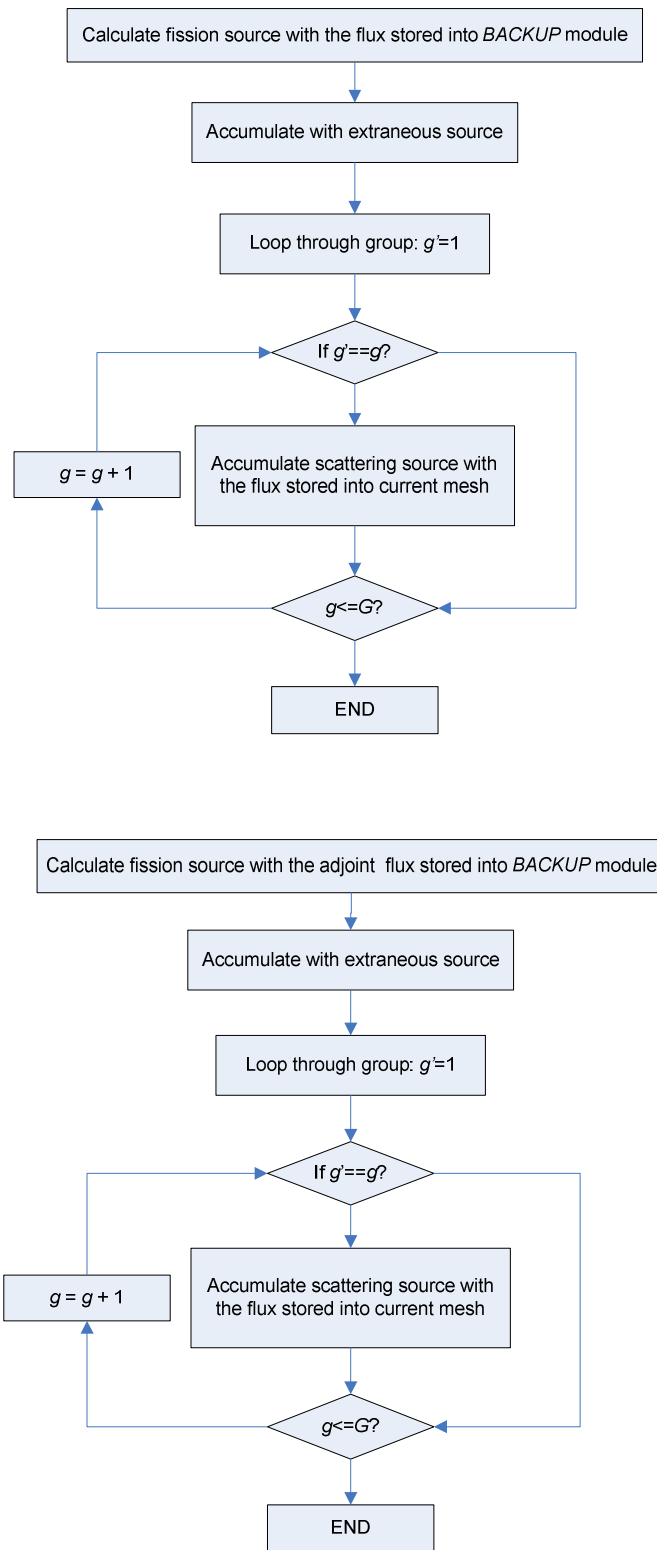 Calculate fission source with the flux stored into BACKUP module
Accumulate with extraneous source
Loop through group: g'=1
If g'==g?
g = g + 1
Accumulate scattering source with
the flux stored into current mesh
g<=G?
END
Calculate fission source with the adjoint flux stored into BACKUP module
Accumulate with extraneous source
Loop through group: g'=1
If g'==g?
g = g + 1
Accumulate scattering source with
the flux stored into current mesh
g<=G?
END